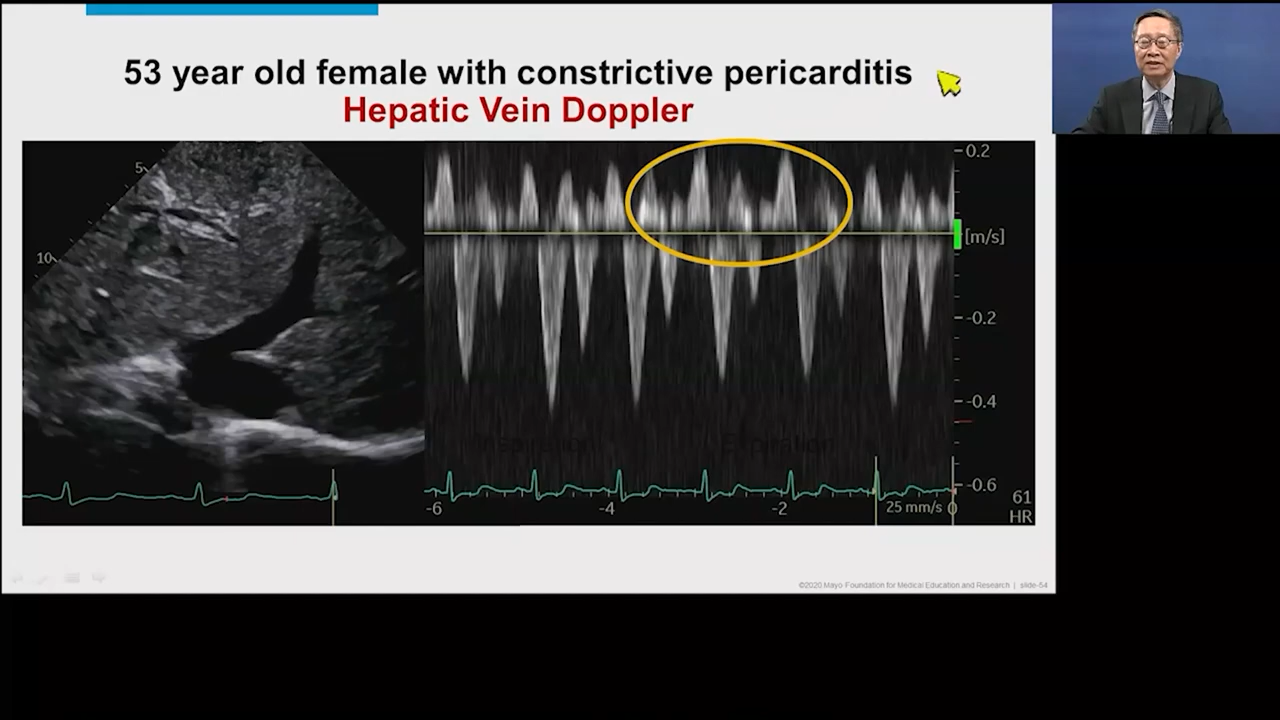 53 year old female with constrictive pericarditis
Hepatic Vein Doppler
5
10
0.2
[m/s]
-0.2
-0.4
-0.6
Inspiration
Expiration
-6
-4
-2
25 mm/s
0
61
HR
©2020 Mayo Foundation for Medical Education and Research | slide-54